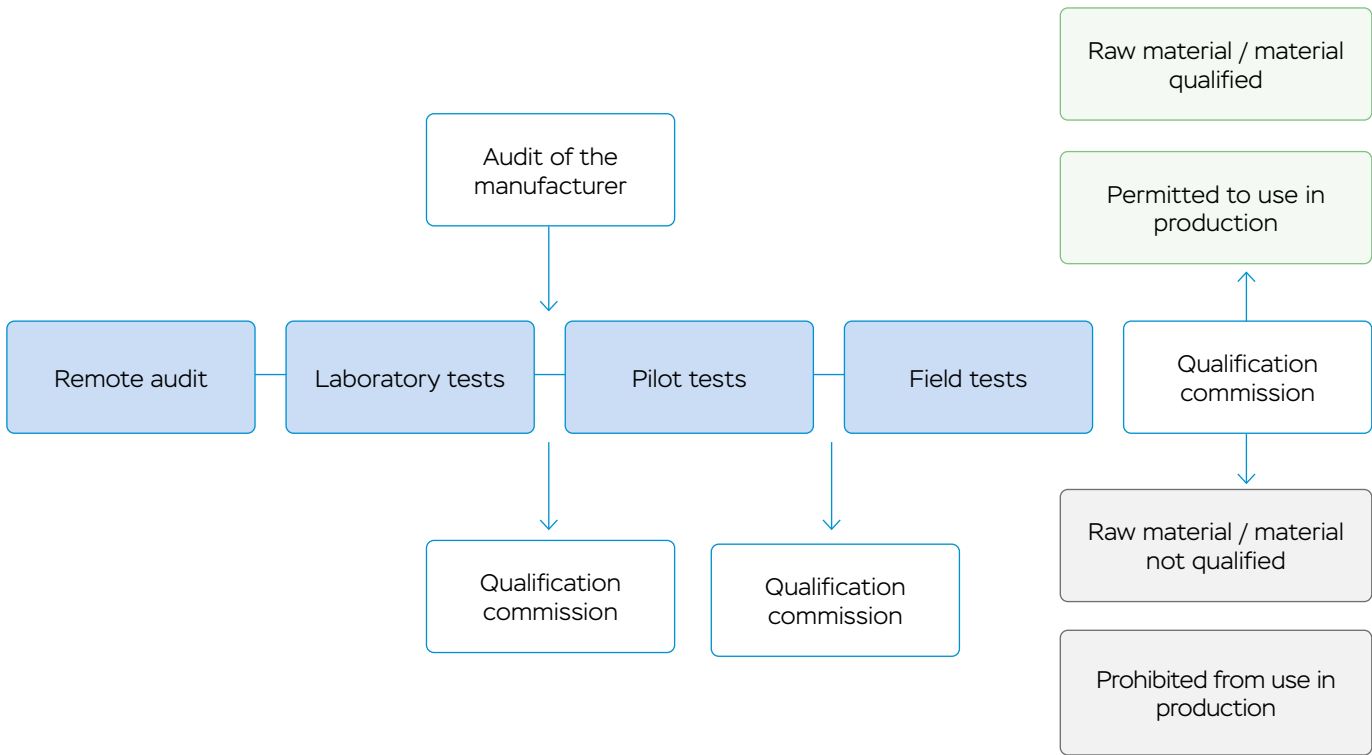 Raw material / material
qualified
Audit of the
manufacturer
Permitted to use in
production
Remote audit
Laboratory tests
Pilot tests
Field tests
Qualification
commission
Qualification
commission
Qualification
commission
Raw material / material
not qualified
Prohibited from use in
production